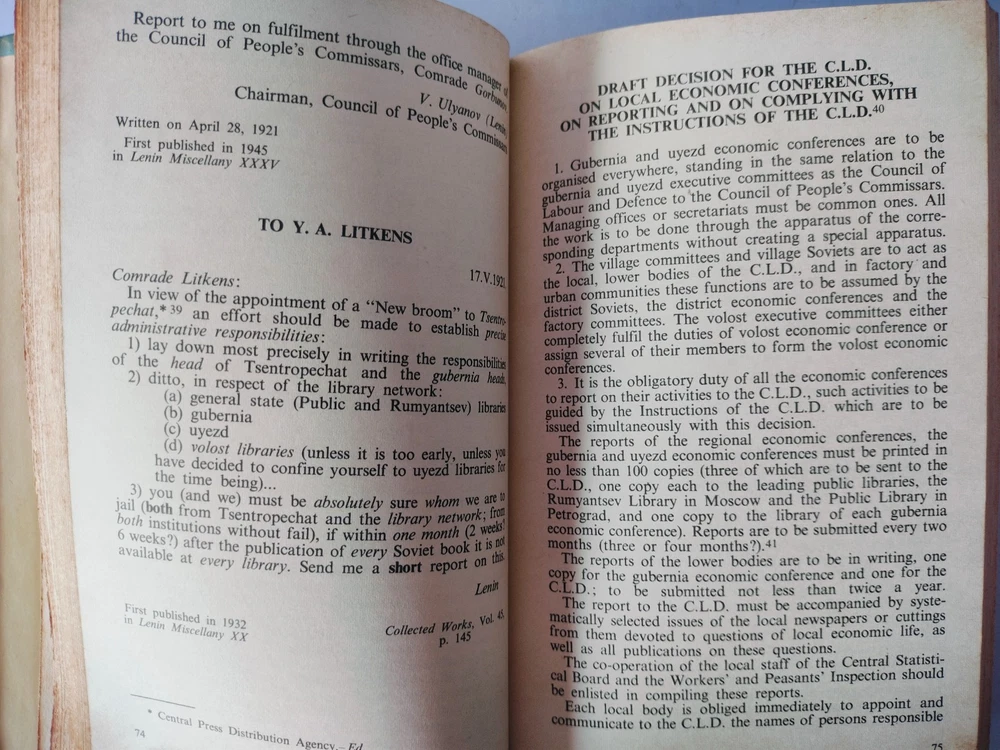 Report to me on fulfilment through the office manager of
the Council of People's Commissars, Comrade Gorbunov.
V. Ulyanov (Lenin)
Chairman, Council of People's Commissars
Written on April 28, 1921
First published in 1945
in Lenin Miscellany XXXV
TO Y. A. LITKENS
17.V.1921
Comrade Litkens:
In view of the appointment of a “New broom” to Tsentro-
pechat,*³⁹ an effort should be made to establish precise
administrative responsibilities:
1) lay down most precisely in writing the responsibilities
of the head of Tsentropechat and the gubernia heads,
2) ditto, in respect of the library network:
(a) general state (Public and Rumyantsev) libraries
(b) gubernia
(c) uyezd
(d) volost libraries (unless it is too early, unless you
have decided to confine yourself to uyezd libraries for
the time being)...
3) you (and we) must be absolutely sure whom we are to
jail (both from Tsentropechat and the library network; from
both institutions without fail), if within one month (2 weeks?
6 weeks?) after the publication of every Soviet book it is not
available at every library. Send me a short report on this.
Lenin
First published in 1932
in Lenin Miscellany XX
Collected Works, Vol. 45,
p. 145
* Central Press Distribution Agency.—Ed.
74
DRAFT DECISION FOR THE C.L.D.
ON LOCAL ECONOMIC CONFERENCES,
ON REPORTING AND ON COMPLYING WITH
THE INSTRUCTIONS OF THE C.L.D.⁴⁰
1. Gubernia and uyezd economic conferences are to be
organised everywhere, standing in the same relation to the
gubernia and uyezd executive committees as the Council of
Labour and Defence to the Council of People's Commissars.
Managing offices or secretariats must be common ones. All
the work is to be done through the apparatus of the corre-
sponding departments without creating a special apparatus.
2. The village committees and village Soviets are to act as
the local, lower bodies of the C.L.D., and in factory and
urban communities these functions are to be assumed by the
district Soviets, the district economic conferences and the
factory committees. The volost executive committees either
completely fulfil the duties of volost economic conference or
assign several of their members to form the volost economic
conferences.
3. It is the obligatory duty of all the economic conferences
to report on their activities to the C.L.D., such activities to be
guided by the Instructions of the C.L.D. which are to be
issued simultaneously with this decision.
The reports of the regional economic conferences, the
gubernia and uyezd economic conferences must be printed in
no less than 100 copies (three of which are to be sent to the
C.L.D., one copy each to the leading public libraries, the
Rumyantsev Library in Moscow and the Public Library in
Petrograd, and one copy to the library of each gubernia
economic conference). Reports are to be submitted every two
months (three or four months?).⁴¹
The reports of the lower bodies are to be in writing, one
copy for the gubernia economic conference and one for the
C.L.D.; to be submitted not less than twice a year.
The report to the C.L.D. must be accompanied by syste-
matically selected issues of the local newspapers or cuttings
from them devoted to questions of local economic life, as
well as all publications on these questions.
The co-operation of the local staff of the Central Statisti-
cal Board and the Workers' and Peasants' Inspection should
be enlisted in compiling these reports.
Each local body is obliged immediately to appoint and
communicate to the C.L.D. the names of persons responsible
75